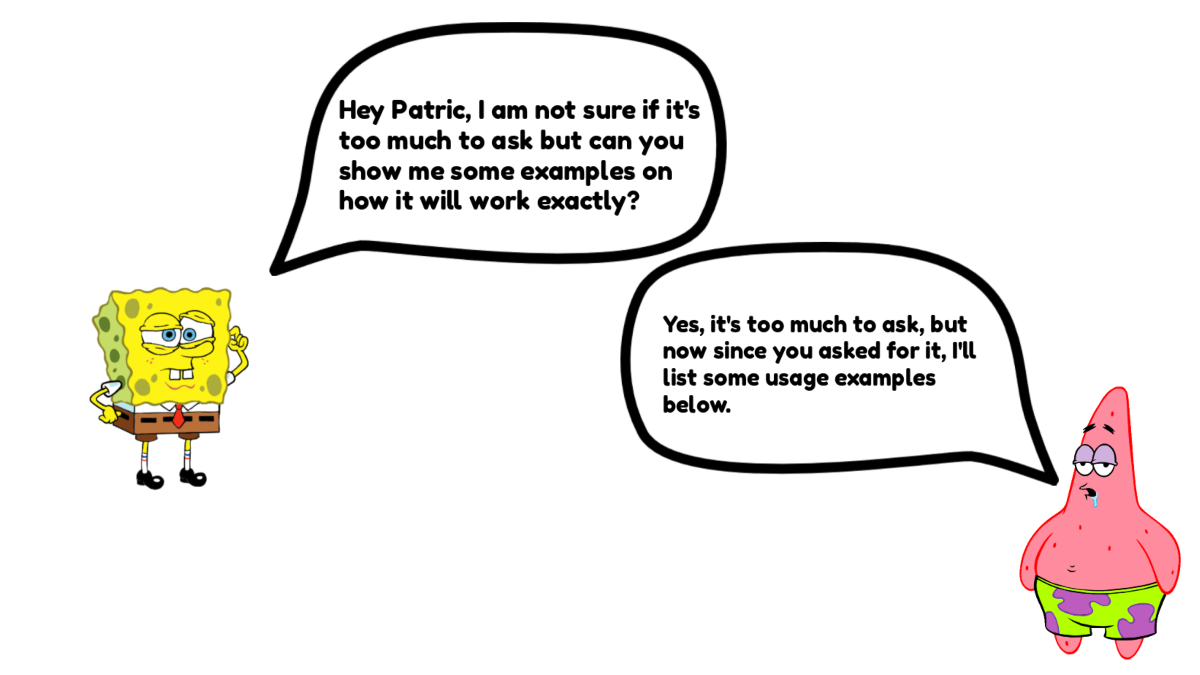 Hey Patric, I am not sure if it's
too much to ask but can you
show me some examples on
how it will work exactly?
Yes, it's too much to ask, but
now since you asked for it, I'll
list some usage examples
below.